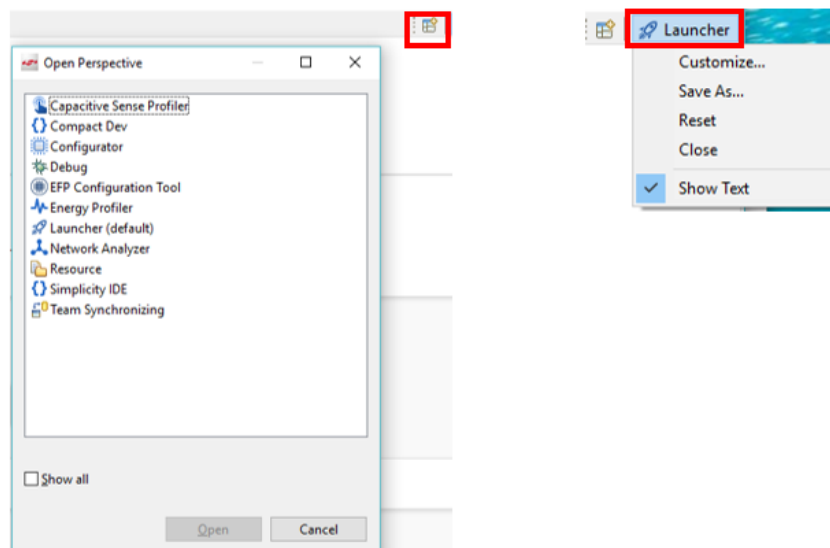 Open Perspective
Capacitive Sense Profiler
Compact Dev
Configurator
Debug
EFP Configuration Tool
Energy Profiler
Launcher (default)
Network Analyzer
Resource
Simplicity IDE
Team Synchronizing
Show all
Open
Cancel
Launcher
Customize...
Save As...
Reset
Close
Show Text